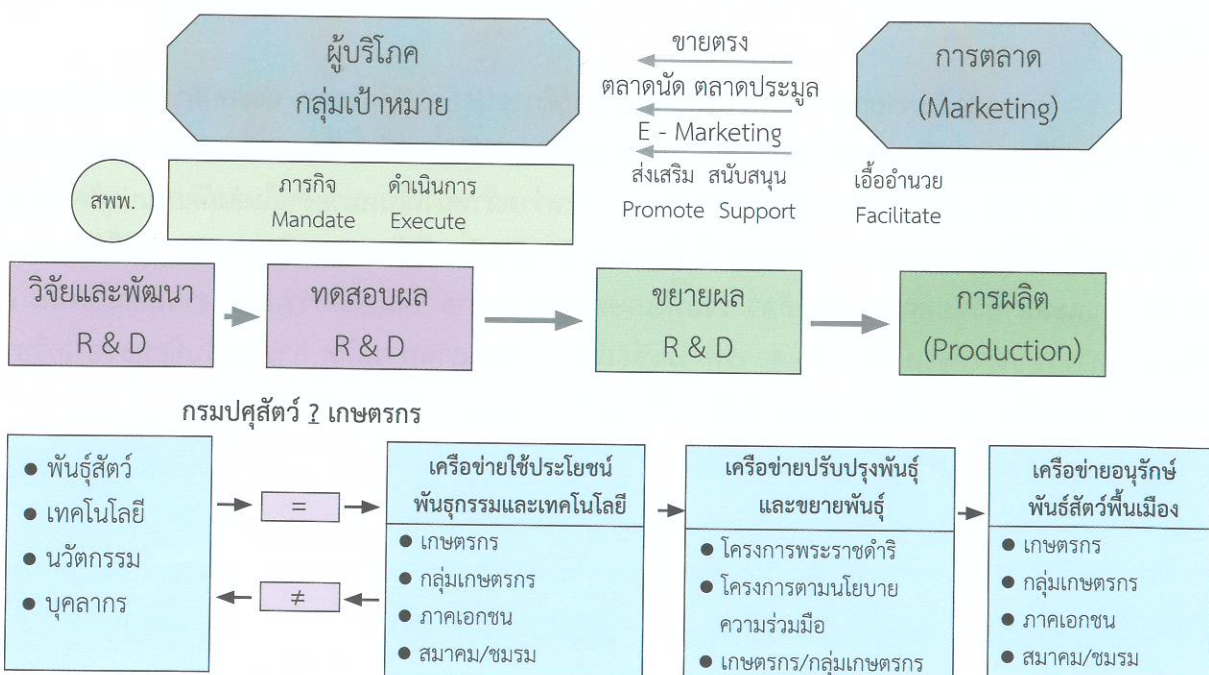 ผู้บริโภค
กลุ่มเป้าหมาย
ขายตรง
ตลาดนัด ตลาดประมูล
E - Marketing
การตลาด
(Marketing)
สพพ.
ภารกิจ ดำเนินการ
Mandate Execute
ส่งเสริม สนับสนุน
Promote Support
เอื้ออำนวย
Facilitate
วิจัยและพัฒนา
R & D
ทดสอบผล
R & D
ขยายผล
R & D
การผลิต
(Production)
กรมปศุสัตว์ ? เกษตรกร
● พันธุ์สัตว์
● เทคโนโลยี
● นวัตกรรม
● บุคลากร
=
≠
เครือข่ายใช้ประโยชน์
พันธุกรรมและเทคโนโลยี
● เกษตรกร
● กลุ่มเกษตรกร
● ภาคเอกชน
● สมาคม/ชมรม
เครือข่ายปรับปรุงพันธุ์
และขยายพันธุ์
● โครงการพระราชดำริ
● โครงการตามนโยบาย
ความร่วมมือ
● เกษตรกร/กลุ่มเกษตรกร
เครือข่ายอนุรักษ์
พันธ์สัตว์พื้นเมือง
● เกษตรกร
● กลุ่มเกษตรกร
● ภาคเอกชน
● สมาคม/ชมรม